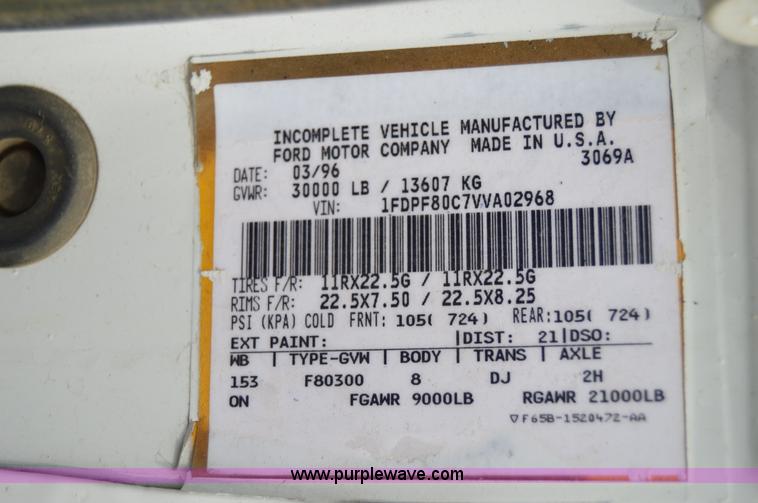 INCOMPLETE VEHICLE MANUFACTURED BY
FORD MOTOR COMPANY MADE IN U.S.A.
3069A
DATE: 03/96
GVWR: 30000 LB / 13607 KG
VIN: 1FDPF80C7VVA02968
TIRES F/R: 11RX22.5G / 11RX22.5G
RIMS F/R: 22.5X7.50 / 22.5X8.25
PSI (KPA) COLD FRNT: 105( 724) REAR:105( 724)
EXT PAINT: |DIST: 21|DSO:
WB | TYPE-GVW | BODY | TRANS | AXLE
153 F80300 8 DJ 2H
ON FGAWR 9000LB RGAWR 21000LB
▽F65B-1520472-AA
www.purplewave.com